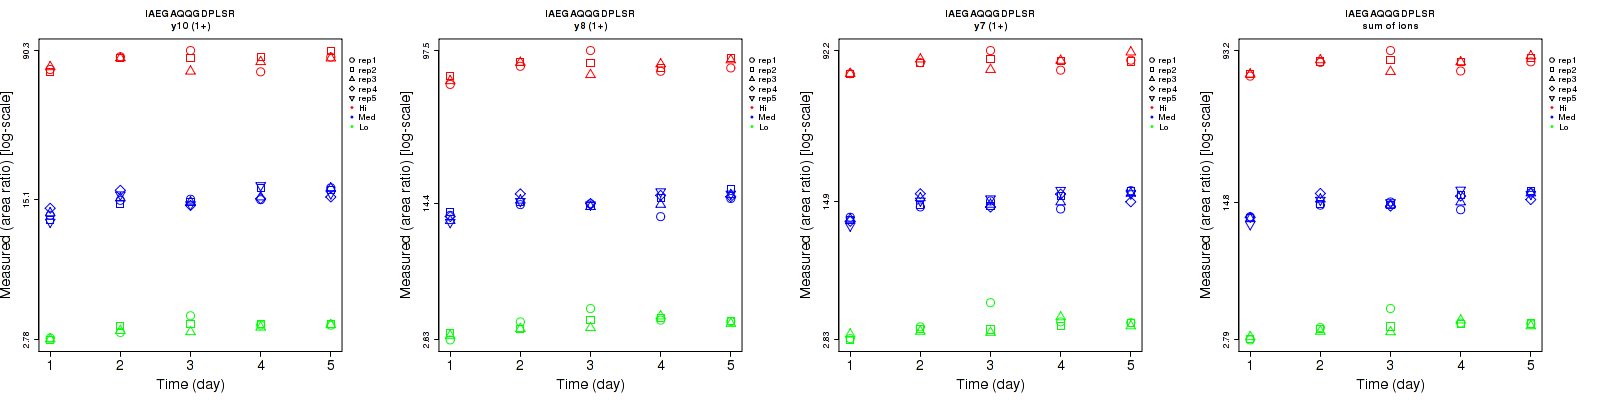 IAEGAQQGDPLSR
y10 (1+)
Measured (area ratio) [log-scale]
90.3
15.1
2.78
1 2 3 4 5
Time (day)
rep1
rep2
rep3
rep4
rep5
Hi
Med
Lo
IAEGAQQGDPLSR
y8 (1+)
Measured (area ratio) [log-scale]
97.5
14.4
2.63
1 2 3 4 5
Time (day)
rep1
rep2
rep3
rep4
rep5
Hi
Med
Lo
IAEGAQQGDPLSR
y7 (1+)
Measured (area ratio) [log-scale]
92.2
14.9
2.83
1 2 3 4 5
Time (day)
rep1
rep2
rep3
rep4
rep5
Hi
Med
Lo
IAEGAQQGDPLSR
sum of ions
Measured (area ratio) [log-scale]
93.2
14.8
2.79
1 2 3 4 5
Time (day)
rep1
rep2
rep3
rep4
rep5
Hi
Med
Lo